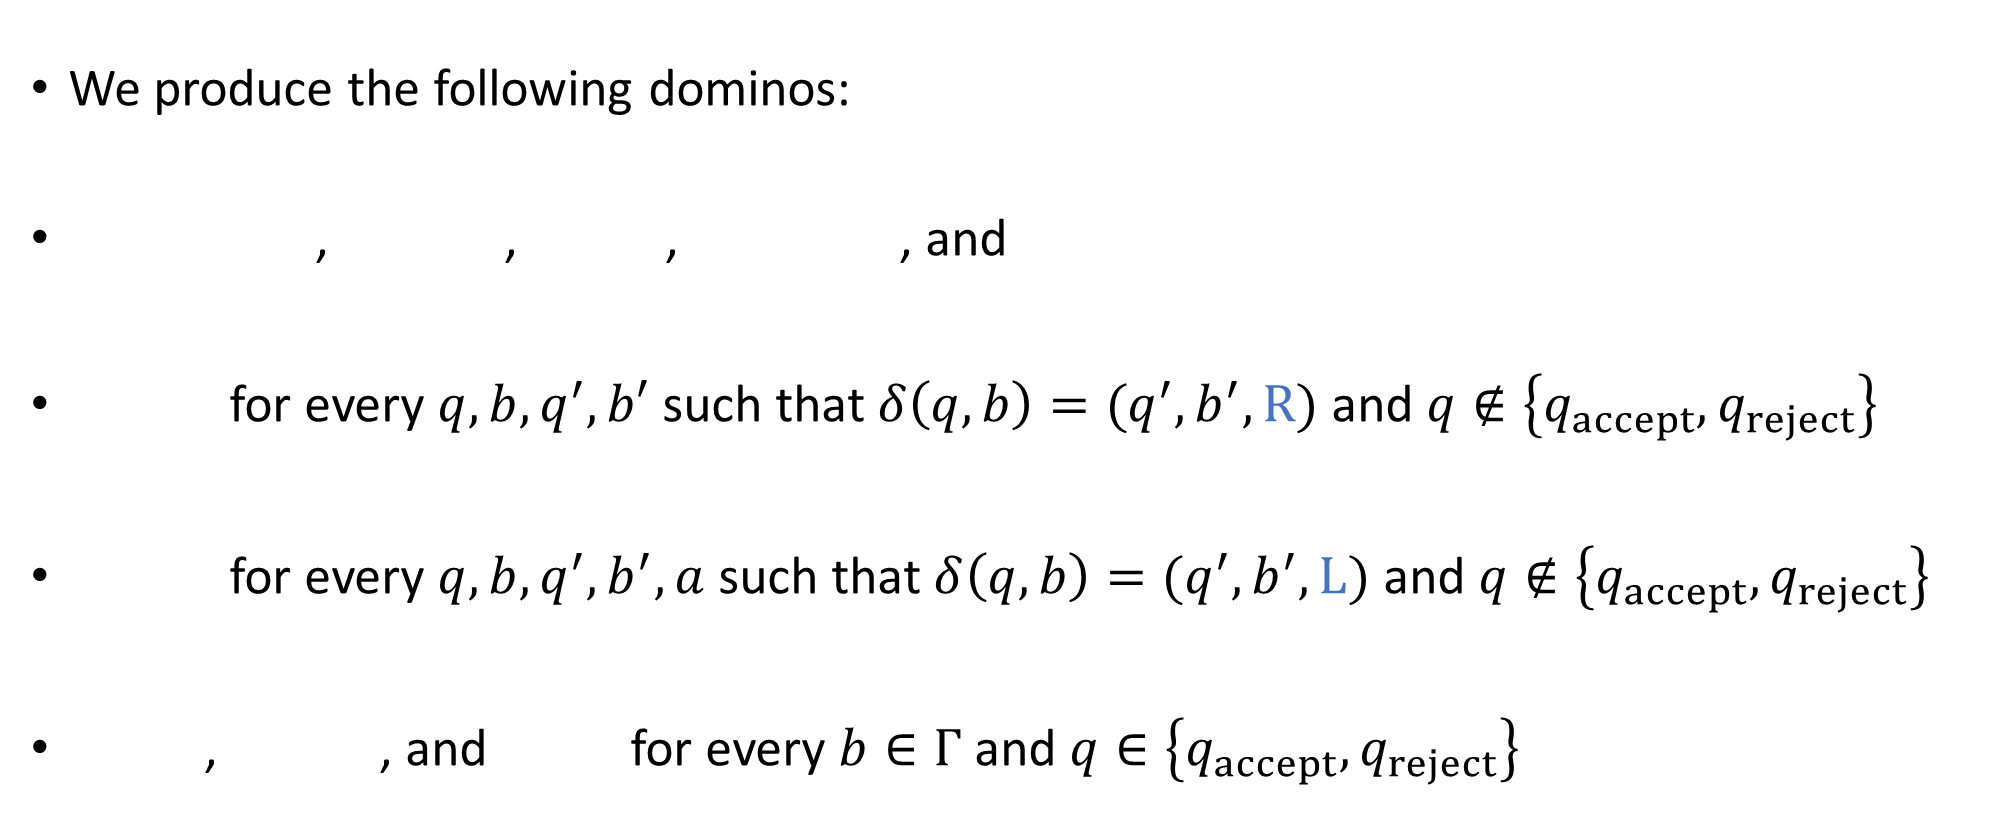 • We produce the following dominos:
• , , , , and
• for every q, b, q′, b′ such that δ(q, b) = (q′, b′, R) and q ∉ {q_accept, q_reject}
• for every q, b, q′, b′, a such that δ(q, b) = (q′, b′, L) and q ∉ {q_accept, q_reject}
• , , and for every b ∈ Γ and q ∈ {q_accept, q_reject}